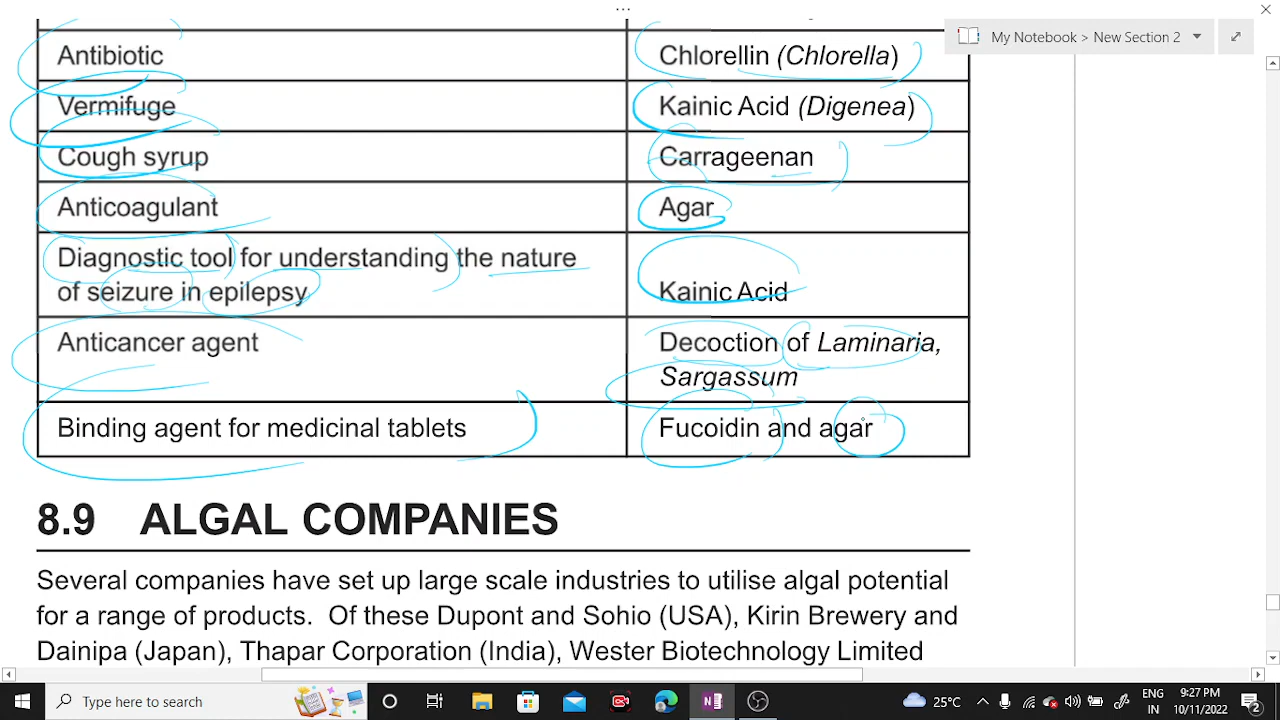 My Notebook > New Section 2
Antibiotic Chlorellin (Chlorella)
Vermifuge Kainic Acid (Digenea)
Cough syrup Carrageenan
Anticoagulant Agar
Diagnostic tool for understanding the nature
of seizure in epilepsy Kainic Acid
Anticancer agent Decoction of Laminaria,
Sargassum
Binding agent for medicinal tablets Fucoidin and agar
8.9 ALGAL COMPANIES
Several companies have set up large scale industries to utilise algal potential
for a range of products. Of these Dupont and Sohio (USA), Kirin Brewery and
Dainipa (Japan), Thapar Corporation (India), Wester Biotechnology Limited
Type here to search
25°C
ENG
IN
9:27 PM
10/11/2022
2